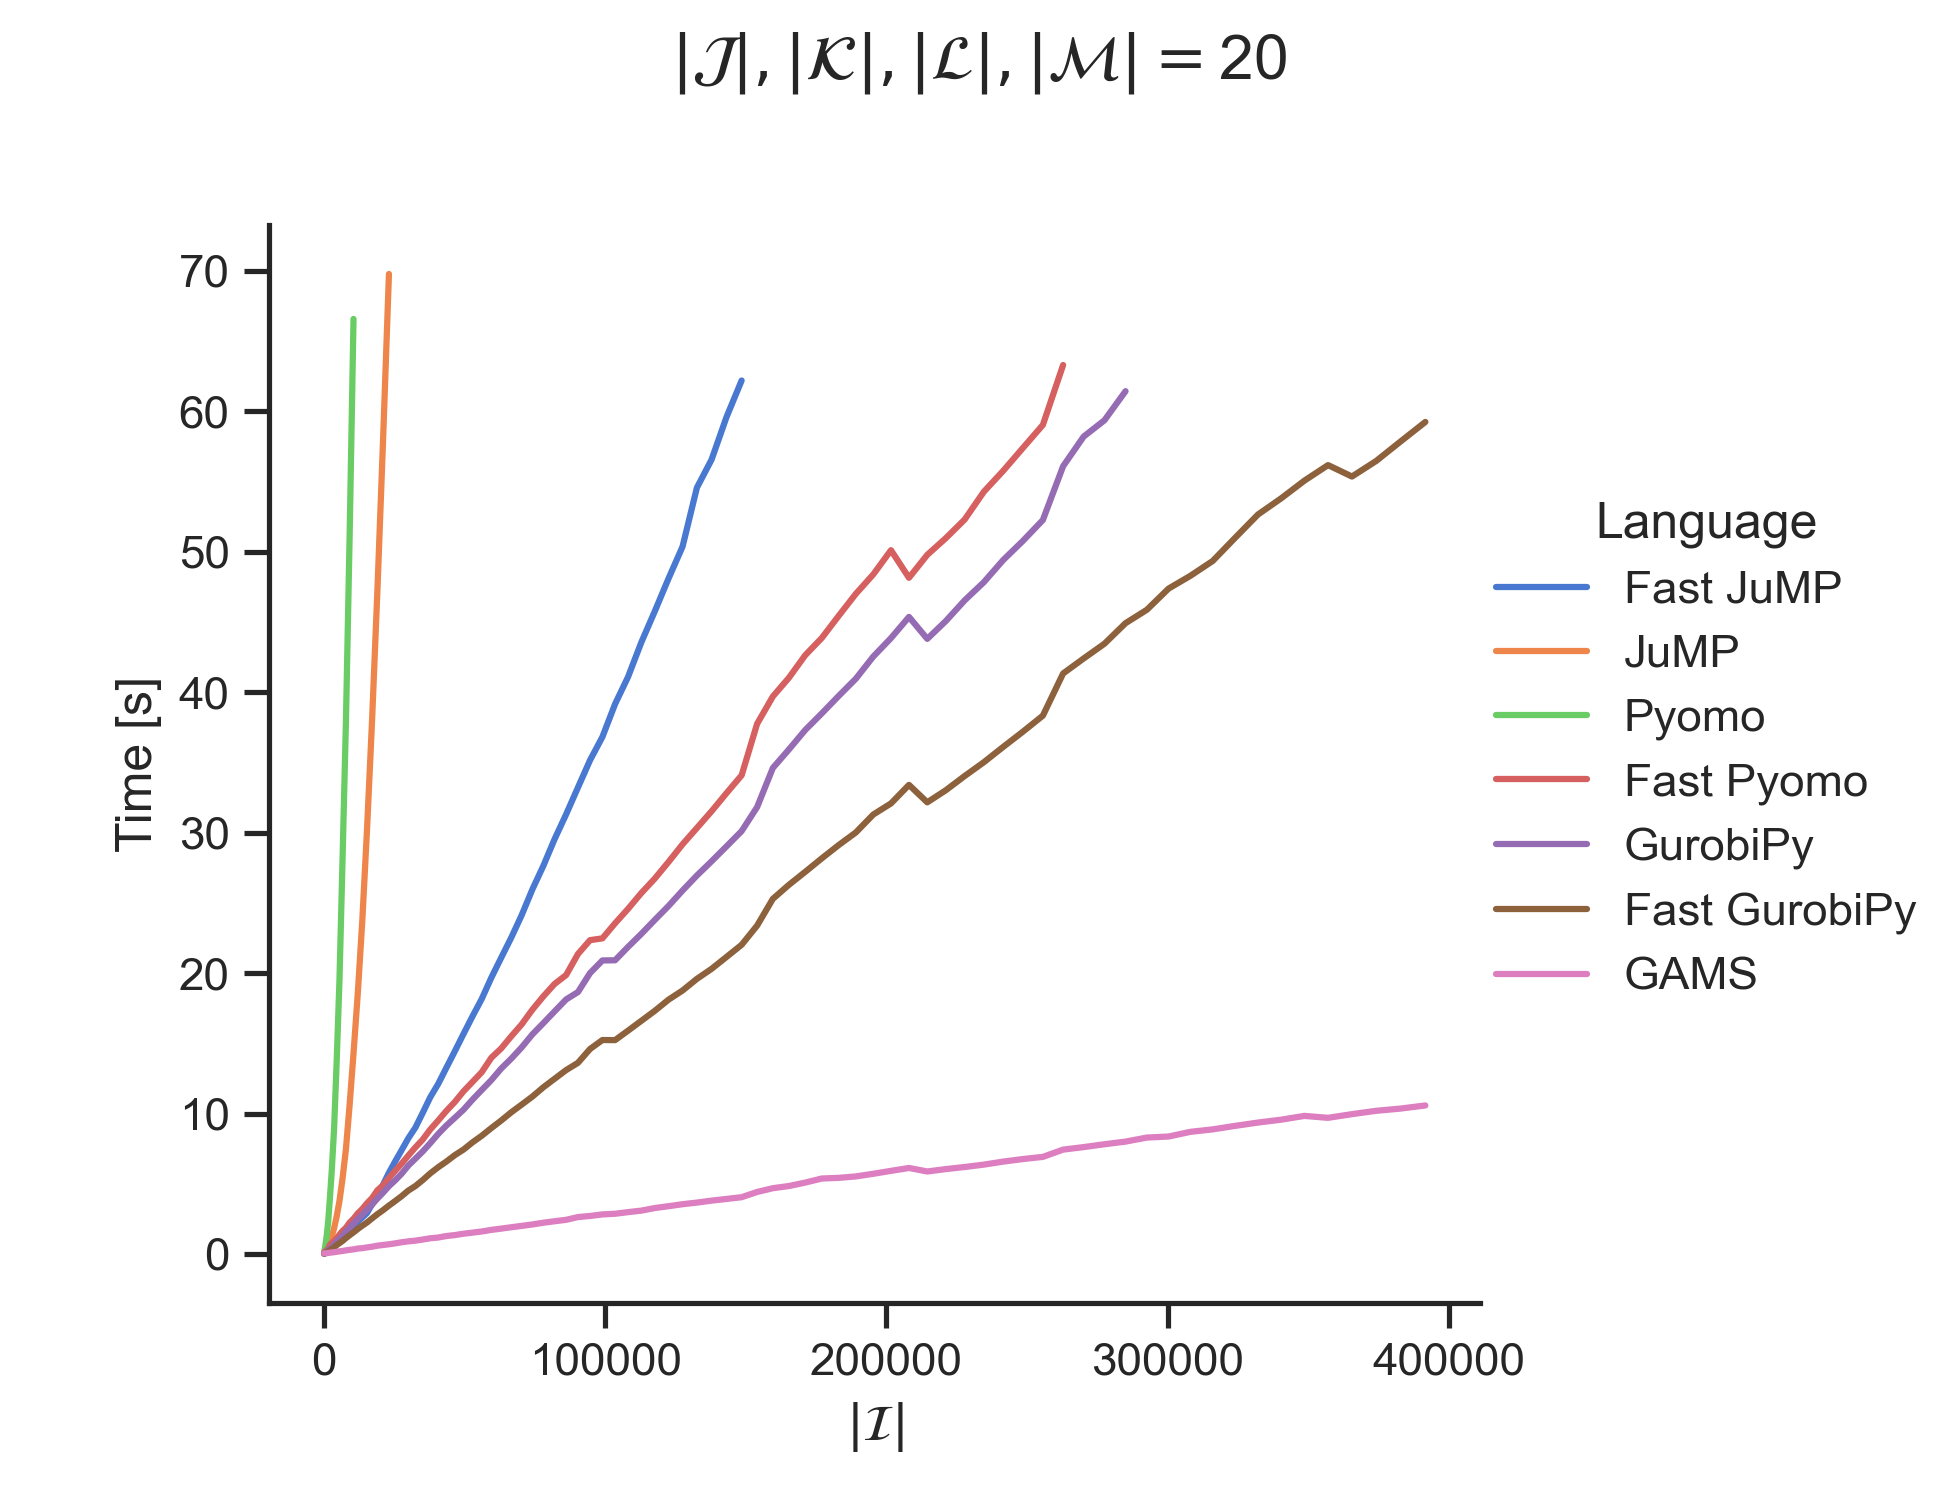 |𝒥|, |𝒦|, |ℒ|, |ℳ| = 20
70
60
50
40
30
20
10
0
Time [s]
0 100000 200000 300000 400000
|ℐ|
Language
Fast JuMP
JuMP
Pyomo
Fast Pyomo
GurobiPy
Fast GurobiPy
GAMS